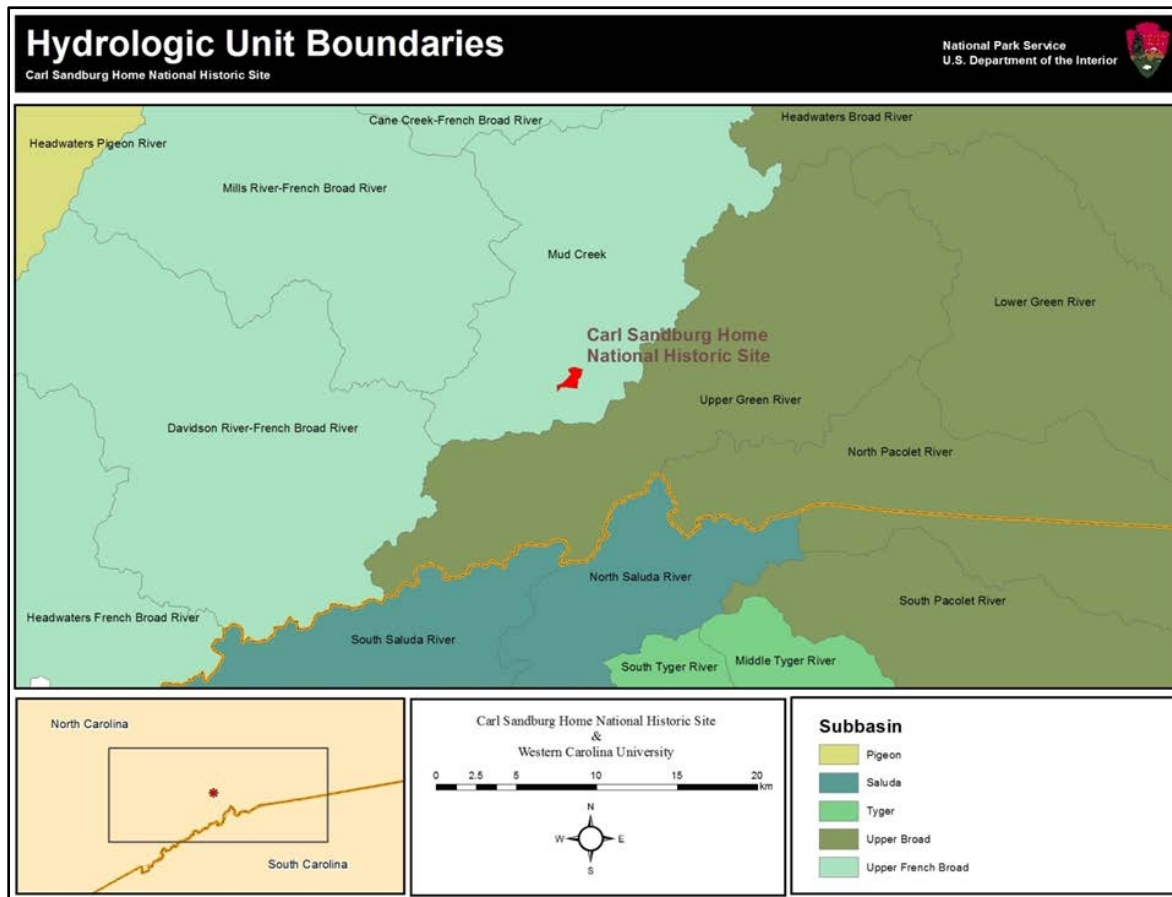 Hydrologic Unit Boundaries
Carl Sandburg Home National Historic Site
National Park Service
U.S. Department of the Interior
Cane Creek-French Broad River
Headwaters Broad River
Headwaters Pigeon River
Mills River-French Broad River
Mud Creek
Lower Green River
Carl Sandburg Home
National Historic Site
Upper Green River
Davidson River-French Broad River
North Pacolet River
North Saluda River
South Pacolet River
Headwaters French Broad River
South Saluda River
South Tyger River
Middle Tyger River
North Carolina
South Carolina
Carl Sandburg Home National Historic Site
&
Western Carolina University
0 2.5 5 10 15 20
km
N
W E
S
Subbasin
Pigeon
Saluda
Tyger
Upper Broad
Upper French Broad